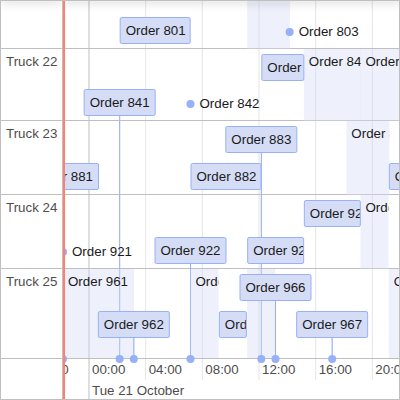 Order 801
Order 803
Truck 22
Order
Order 84
Order
Order 841
Order 842
Truck 23
Order 883
Order
881
Order 882
Truck 24
Order 92
Ord
Order 921
Order 922
Order 92
Truck 25
Order 961
Ord
Order 966
Order 962
Ord
Order 967
00:00 04:00 08:00 12:00 16:00 20:0
Tue 21 October